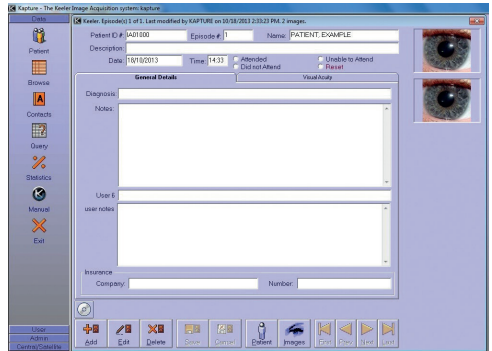 Kapture - The Keeler Image Acquisition systems kapture
Data
Patient
Browse
Contacts
Query
Statistics
Manual
Exit
User
Admin
Central/Satellite
Keeler. Episode(s) 1 of 1. Last modified by KAPTURE on 10/18/2013 2:33:23 PM. 2 images.
Patient ID #: IA01000 Episode #: 1 Name: PATIENT, EXAMPLE
Description:
Date: 18/10/2013 Time: 14:33 Attended Unable to Attend
Did not Attend Reset
General Details Visual Acuity
Diagnosis:
Notes:
User 6
user notes
Insurance
Company: Number:
Add Edit Delete Save Cancel Patient Images First Prev Next Last